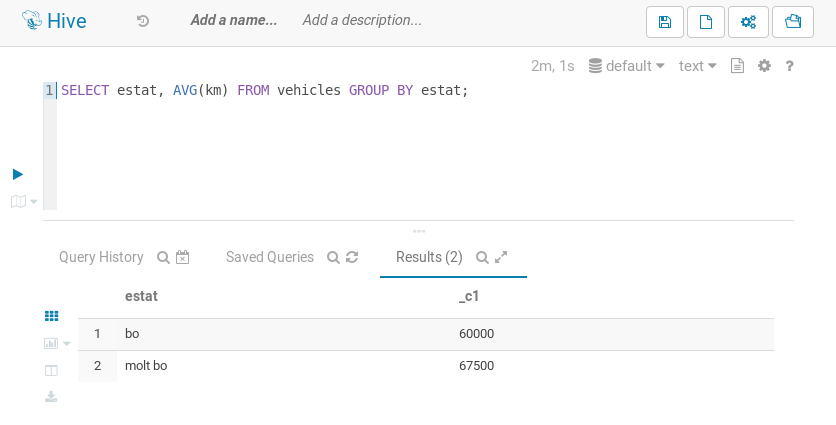 Hive Add a name... Add a description...
2m, 1s default text ?
1 SELECT estat, AVG(km) FROM vehicles GROUP BY estat;
Query History Saved Queries Results (2)
estat _c1
1 bo 60000
2 molt bo 67500